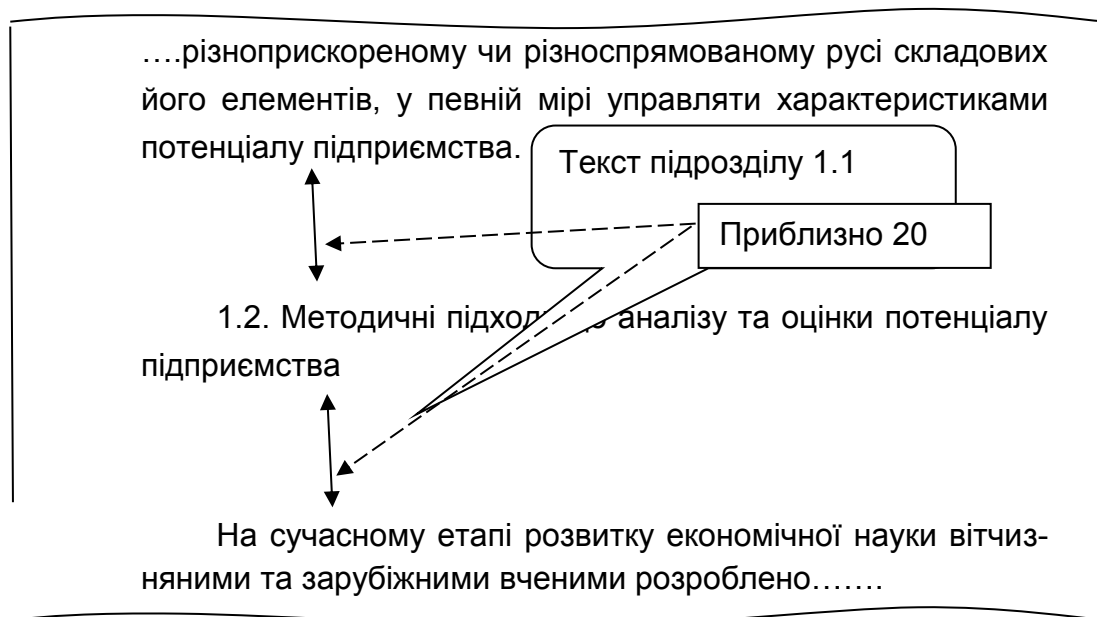 ….різноприскореному чи різноспрямованому русі складових
його елементів, у певній мірі управляти характеристиками
потенціалу підприємства.
Текст підрозділу 1.1
Приблизно 20
1.2. Методичні аналізу та оцінки потенціалу
підприємства
На сучасному етапі розвитку економічної науки вітчиз-
няними та зарубіжними вченими розроблено…….